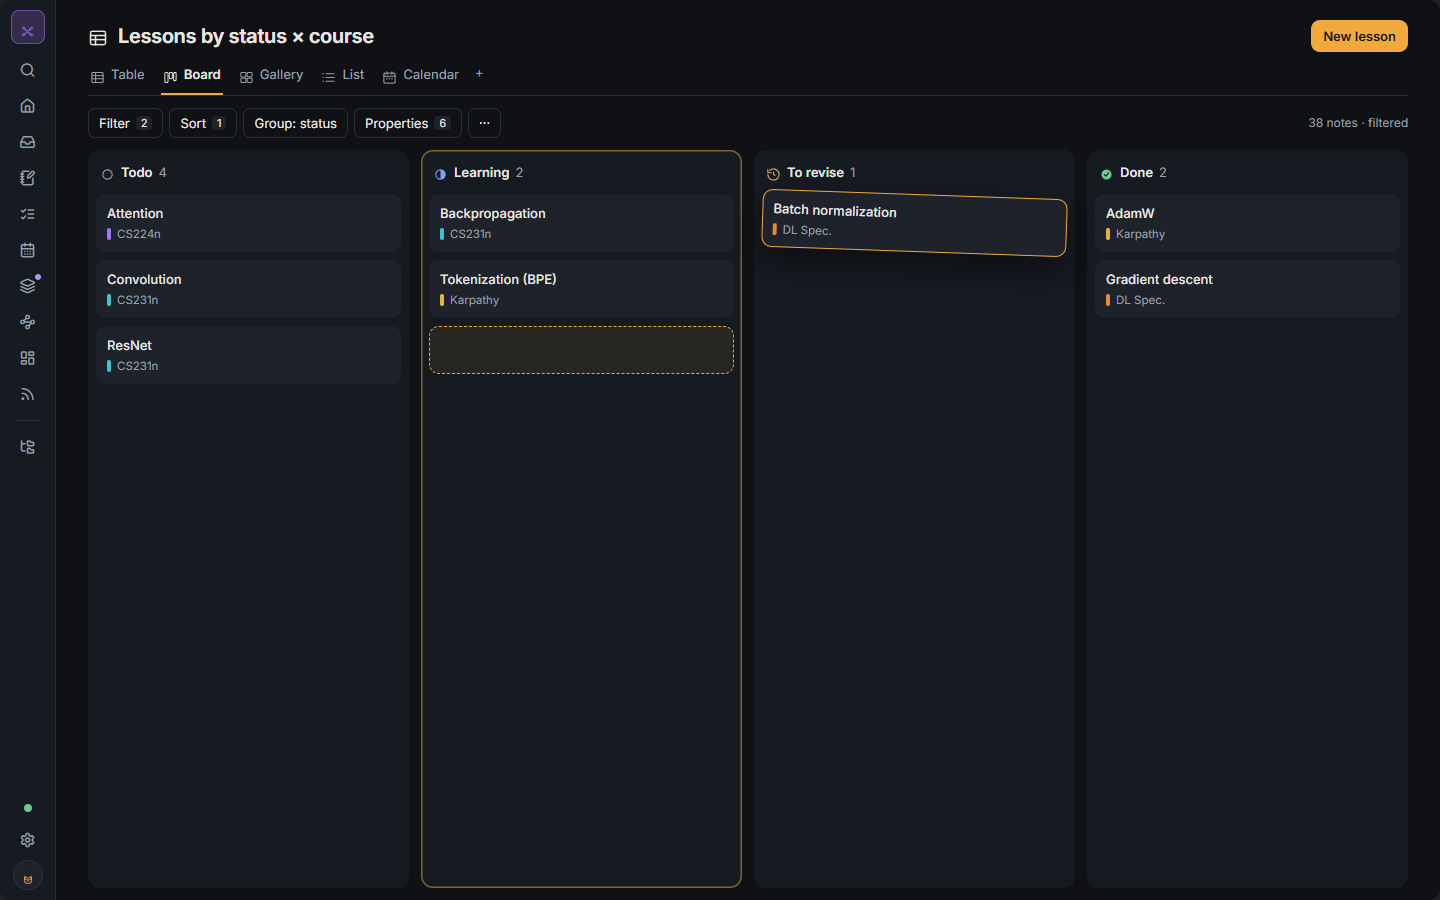 Lessons by status × course
New lesson
Table
Board
Gallery
List
Calendar
+
Filter 2
Sort 1
Group: status
Properties 6
···
38 notes · filtered
Todo 4
Attention
CS224n
Convolution
CS231n
ResNet
CS231n
Learning 2
Backpropagation
CS231n
Tokenization (BPE)
Karpathy
To revise 1
Batch normalization
DL Spec.
Done 2
AdamW
Karpathy
Gradient descent
DL Spec.